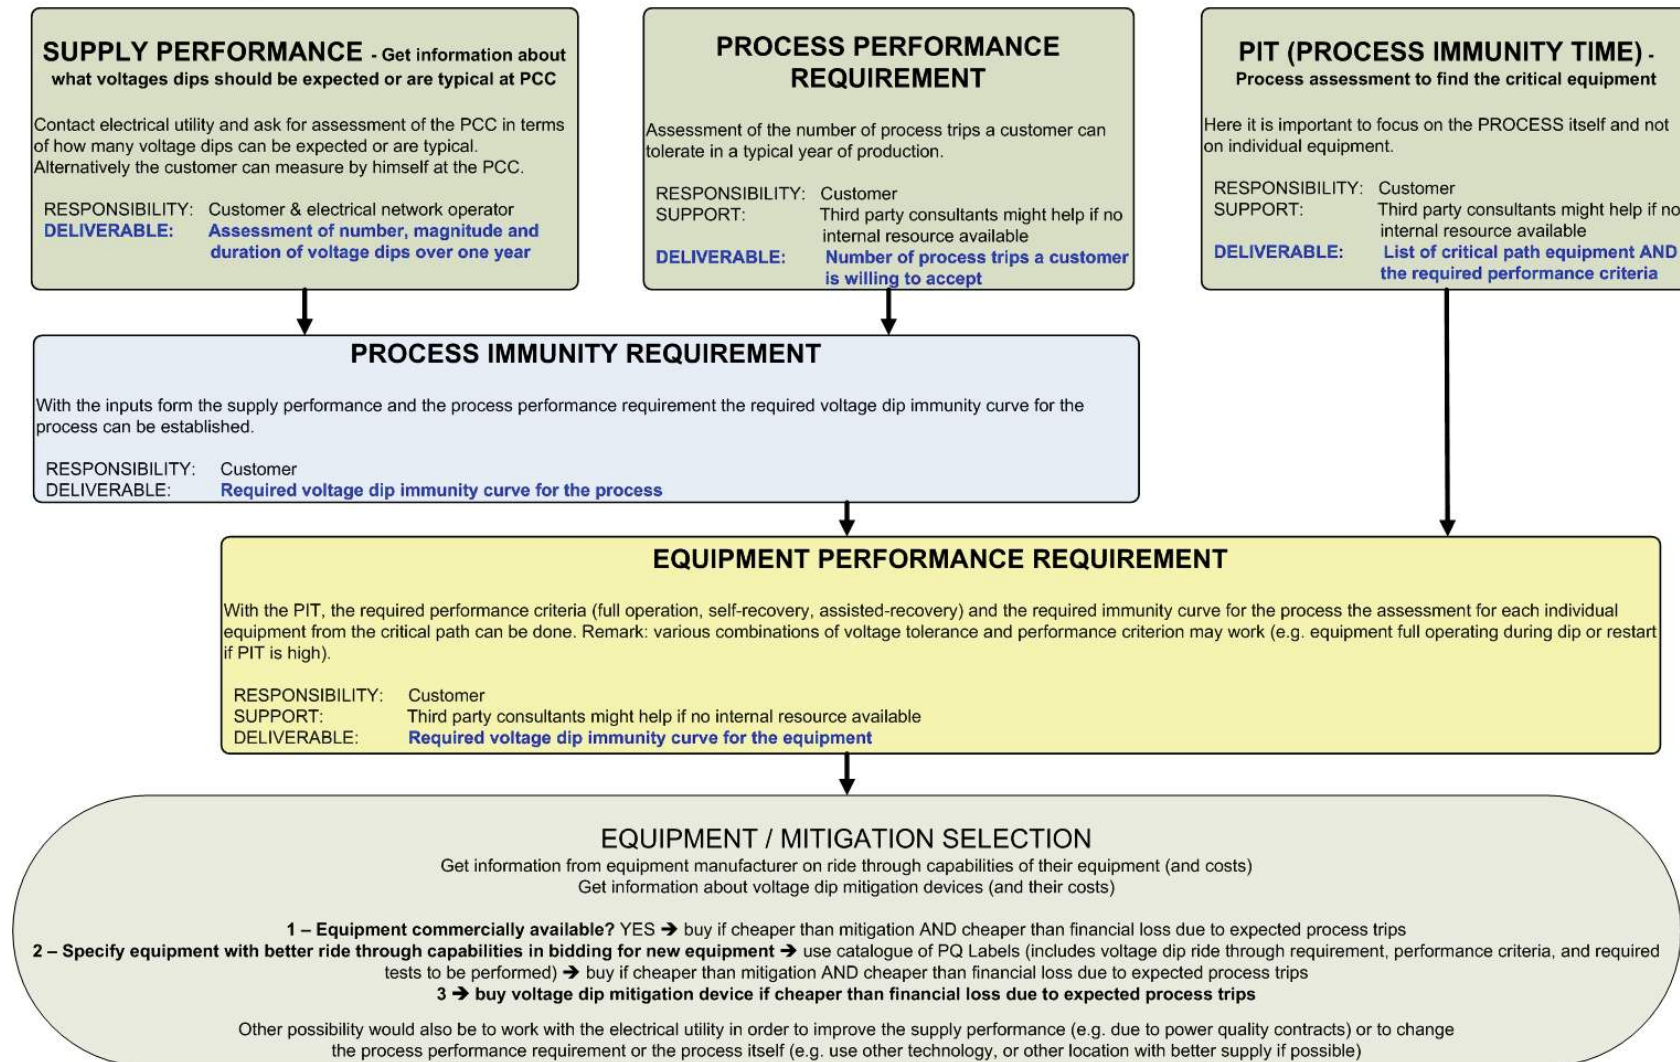 SUPPLY PERFORMANCE - Get information about
what voltages dips should be expected or are typical at PCC
Contact electrical utility and ask for assessment of the PCC in terms
of how many voltage dips can be expected or are typical.
Alternatively the customer can measure by himself at the PCC.
RESPONSIBILITY: Customer & electrical network operator
DELIVERABLE: Assessment of number, magnitude and
duration of voltage dips over one year
PROCESS PERFORMANCE
REQUIREMENT
Assessment of the number of process trips a customer can
tolerate in a typical year of production.
RESPONSIBILITY: Customer
SUPPORT: Third party consultants might help if no
internal resource available
DELIVERABLE: Number of process trips a customer
is willing to accept
PIT (PROCESS IMMUNITY TIME) -
Process assessment to find the critical equipment
Here it is important to focus on the PROCESS itself and not
on individual equipment.
RESPONSIBILITY: Customer
SUPPORT: Third party consultants might help if no
internal resource available
DELIVERABLE: List of critical path equipment AND
the required performance criteria
PROCESS IMMUNITY REQUIREMENT
With the inputs form the supply performance and the process performance requirement the required voltage dip immunity curve for the
process can be established.
RESPONSIBILITY: Customer
DELIVERABLE: Required voltage dip immunity curve for the process
EQUIPMENT PERFORMANCE REQUIREMENT
With the PIT, the required performance criteria (full operation, self-recovery, assisted-recovery) and the required immunity curve for the process the assessment for each individual
equipment from the critical path can be done. Remark: various combinations of voltage tolerance and performance criterion may work (e.g. equipment full operating during dip or restart
if PIT is high).
RESPONSIBILITY: Customer
SUPPORT: Third party consultants might help if no internal resource available
DELIVERABLE: Required voltage dip immunity curve for the equipment
EQUIPMENT / MITIGATION SELECTION
Get information from equipment manufacturer on ride through capabilities of their equipment (and costs)
Get information about voltage dip mitigation devices (and their costs)
1 – Equipment commercially available? YES ➔ buy if cheaper than mitigation AND cheaper than financial loss due to expected process trips
2 – Specify equipment with better ride through capabilities in bidding for new equipment ➔ use catalogue of PQ Labels (includes voltage dip ride through requirement, performance criteria, and required
tests to be performed) ➔ buy if cheaper than mitigation AND cheaper than financial loss due to expected process trips
3 ➔ buy voltage dip mitigation device if cheaper than financial loss due to expected process trips
Other possibility would also be to work with the electrical utility in order to improve the supply performance (e.g. due to power quality contracts) or to change
the process performance requirement or the process itself (e.g. use other technology, or other location with better supply if possible)